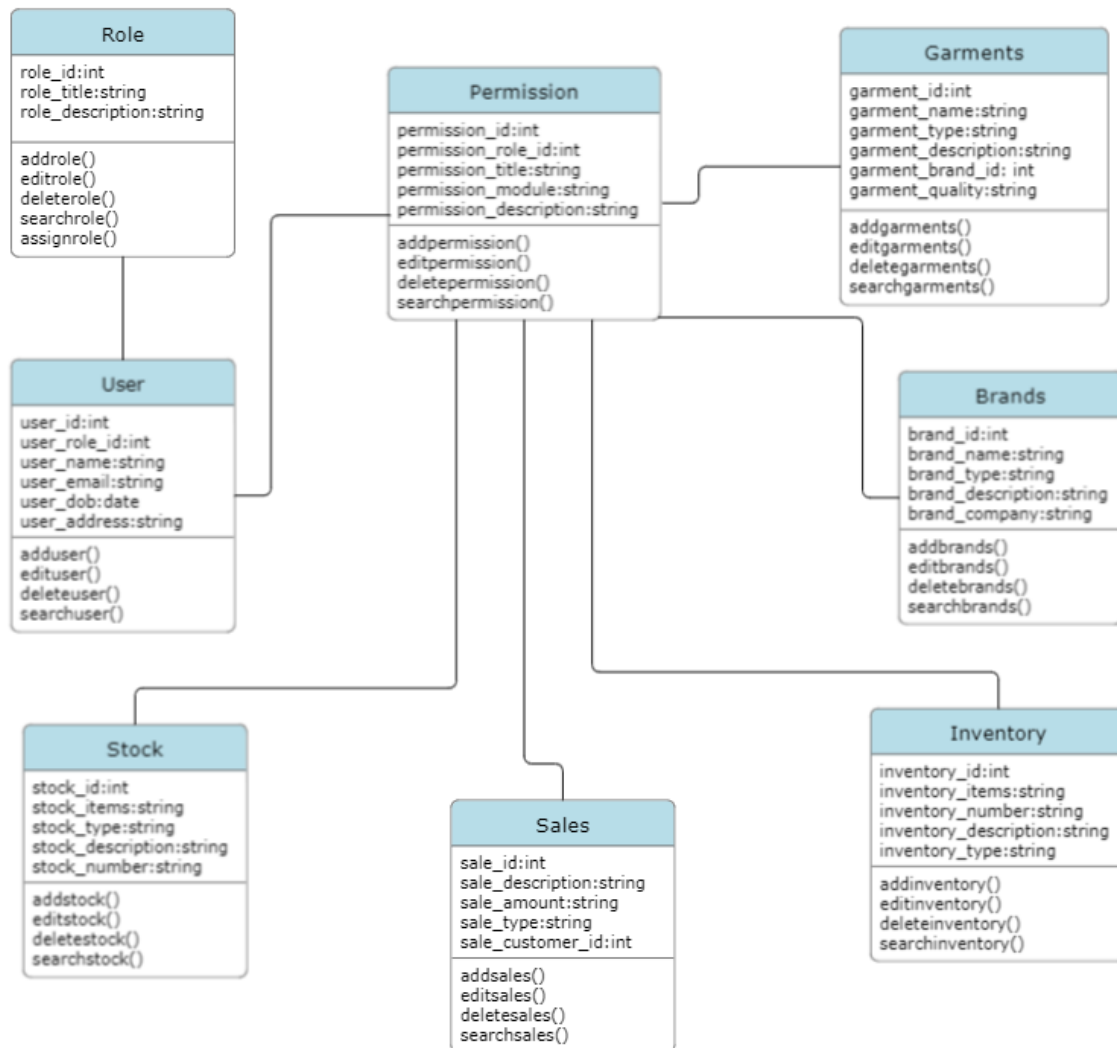 Role
role_id:int
role_title:string
role_description:string
addrole()
editrole()
deleterole()
searchrole()
assignrole()
Permission
permission_id:int
permission_role_id:int
permission_title:string
permission_module:string
permission_description:string
addpermission()
editpermission()
deletepermission()
searchpermission()
Garments
garment_id:int
garment_name:string
garment_type:string
garment_description:string
garment_brand_id: int
garment_quality:string
addgarments()
editgarments()
deletegarments()
searchgarments()
User
user_id:int
user_role_id:int
user_name:string
user_email:string
user_dob:date
user_address:string
adduser()
edituser()
deleteuser()
searchuser()
Brands
brand_id:int
brand_name:string
brand_type:string
brand_description:string
brand_company:string
addbrands()
editbrands()
deletebrands()
searchbrands()
Stock
stock_id:int
stock_items:string
stock_type:string
stock_description:string
stock_number:string
addstock()
editstock()
deletestock()
searchstock()
Sales
sale_id:int
sale_description:string
sale_amount:string
sale_type:string
sale_customer_id:int
addsales()
editsales()
deletesales()
searchsales()
Inventory
inventory_id:int
inventory_items:string
inventory_number:string
inventory_description:string
inventory_type:string
addinventory()
editinventory()
deleteinventory()
searchinventory()